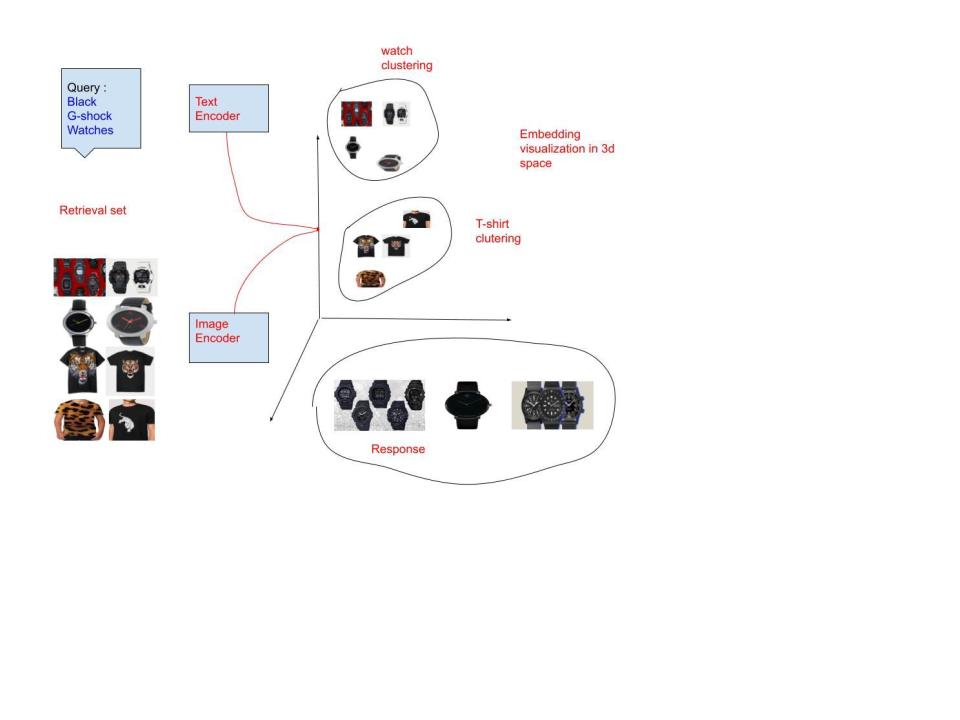 watch
clustering
Query :
Black
G-shock
Watches
Text
Encoder
Embedding
visualization in 3d
space
Retrieval set
T-shirt
clutering
Image
Encoder
Response